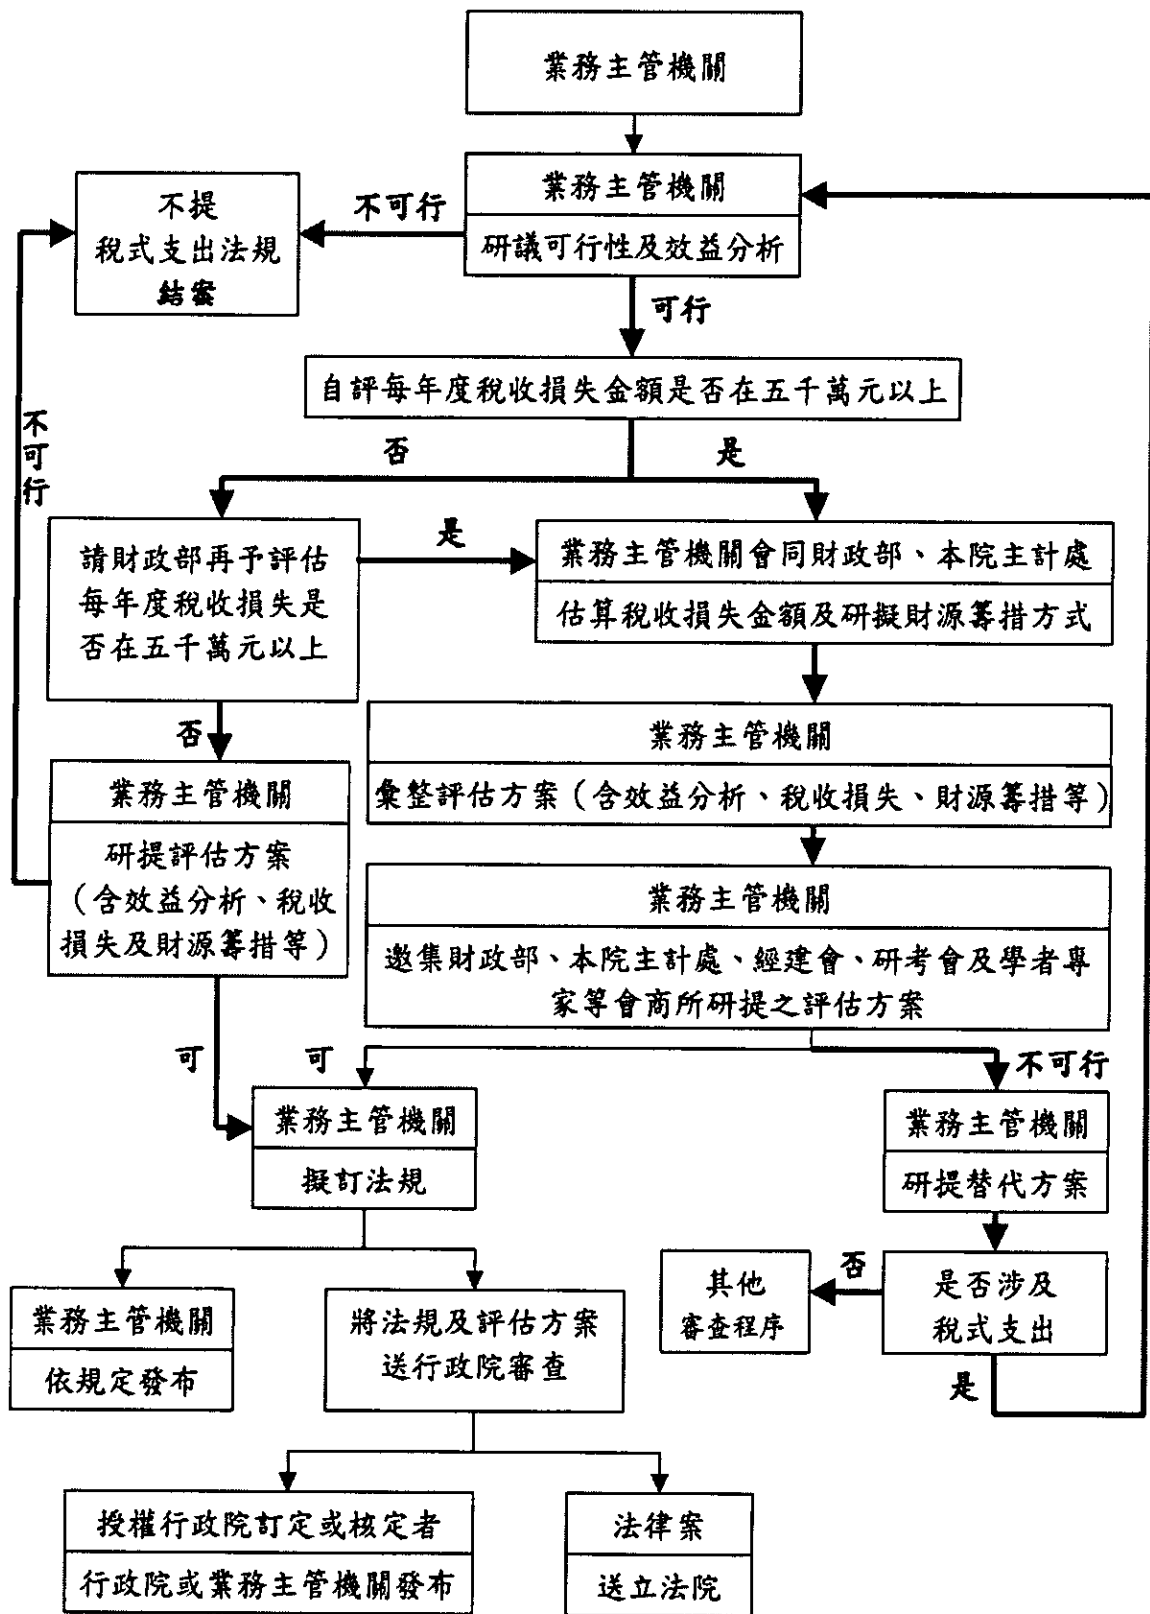 業務主管機關
業務主管機關
研議可行性及效益分析
不可行
不提
稅式支出法規
結案
可行
自評每年度稅收損失金額是否在五千萬元以上
不可行
否
是
請財政部再予評估
每年度稅收損失是
否在五千萬元以上
是
業務主管機關會同財政部、本院主計處
估算稅收損失金額及研擬財源籌措方式
否
業務主管機關
研提評估方案
（含效益分析、稅收
損失及財源籌措等）
業務主管機關
彙整評估方案（含效益分析、稅收損失、財源籌措等）
業務主管機關
邀集財政部、本院主計處、經建會、研考會及學者專
家等會商所研提之評估方案
可
可
不可行
業務主管機關
擬訂法規
業務主管機關
研提替代方案
業務主管機關
依規定發布
將法規及評估方案
送行政院審查
其他
審查程序
否
是否涉及
稅式支出
是
授權行政院訂定或核定者
行政院或業務主管機關發布
法律案
送立法院